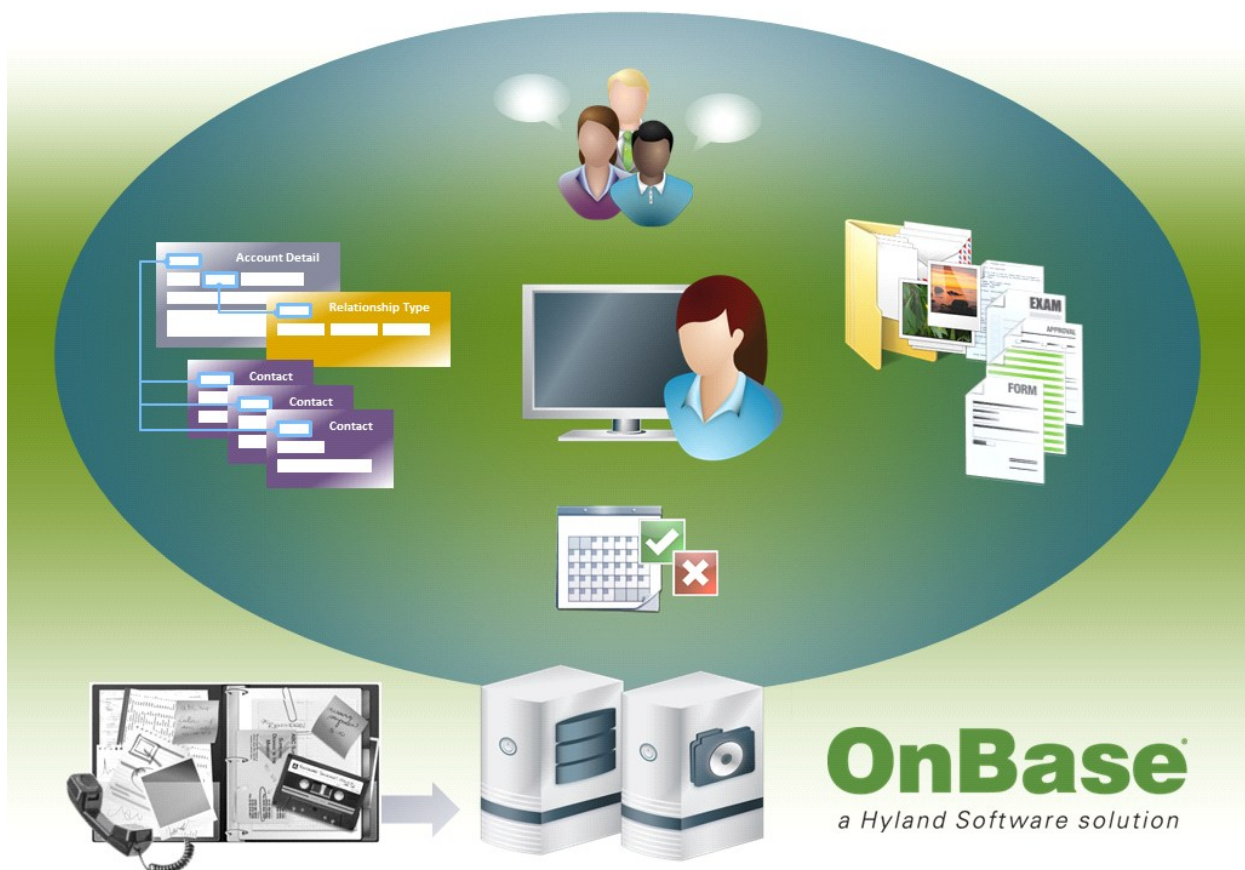 Account Detail
Relationship Type
Contact
Contact
Contact
EXAM
APPROVAL
FORM
OnBase
a Hyland Software solution